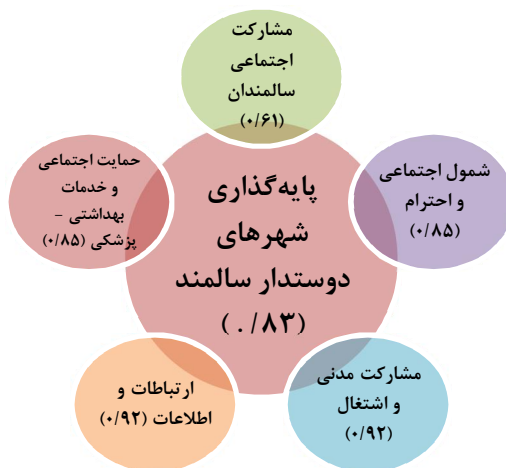 مشارکت
اجتماعی
سالمندان
(۰/۶۱)
شمول اجتماعی
و احترام
(۰/۸۵)
مشارکت مدنی
و اشتغال
(۰/۹۲)
ارتباطات و
اطلاعات (۰/۹۲)
حمایت اجتماعی
و خدمات
بهداشتی –
پزشکی (۰/۸۵)
پایه‌گذاری
شهرهای
دوستدار سالمند
(۰/۸۳)